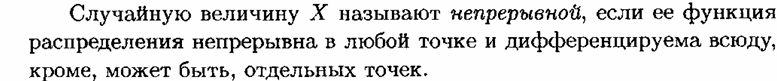 Случайную величину X называют непрерывной, если ее функция
распределения непрерывна в любой точке и дифференцируема всюду,
кроме, может быть, отдельных точек.